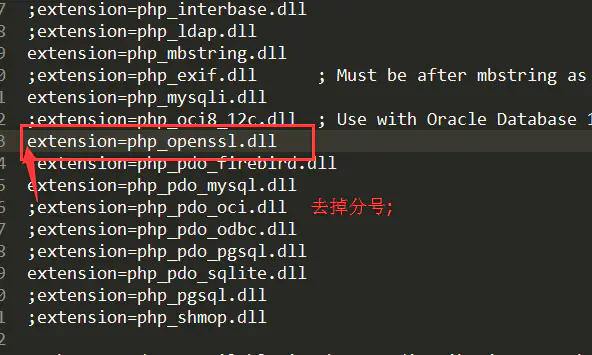 7 ;extension=php_interbase.dll
8 ;extension=php_ldap.dll
9 extension=php_mbstring.dll
0 ;extension=php_exif.dll ; Must be after mbstring as
1 extension=php_mysqli.dll
2 ;extension=php_oci8_12c.dll ; Use with Oracle Database 1
3 extension=php_openssl.dll
4 ;extension=php_pdo_firebird.dll
5 extension=php_pdo_mysql.dll
6 ;extension=php_pdo_oci.dll 去掉分号;
7 ;extension=php_pdo_odbc.dll
8 ;extension=php_pdo_pgsql.dll
9 extension=php_pdo_sqlite.dll
0 ;extension=php_pgsql.dll
1 ;extension=php_shmop.dll
2